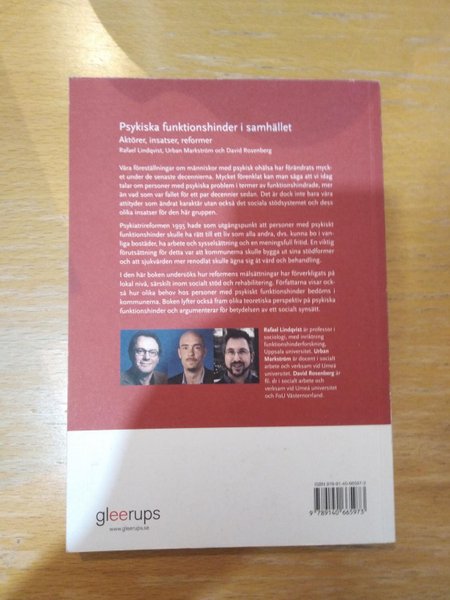 Psykiska funktionshinder i samhället
Aktörer, insatser, reformer
Rafael Lindqvist, Urban Markström och David Rosenberg
Våra föreställningar om människor med psykisk ohälsa har förändrats myck-
et under de senaste decennierna. Mycket förenklat kan man säga att vi idag
talar om personer med psykiska problem i termer av funktionshindrade, mer
än vad som var fallet för ett par decennier sedan. Det är dock inte bara våra
attityder som ändrat karaktär utan också det sociala stödsystemet och dess
olika insatser för den här gruppen.
Psykiatrireformen 1995 hade som utgångspunkt att personer med psykiskt
funktionshinder skulle ha rätt till ett liv som alla andra, dvs. kunna bo i van-
liga bostäder, ha arbete och sysselsättning och en meningsfull fritid. En viktig
förutsättning för detta var att kommunerna skulle bygga ut sina stödformer
och att sjukvården mer renodlat skulle ägna sig åt vård och behandling.
I den här boken undersöks hur reformens målsättningar har förverkligats på
lokal nivå, särskilt inom socialt stöd och rehabilitering. Författarna visar ock-
så hur olika behov hos personer med psykiskt funktionshinder bedöms i
kommunerna. Boken lyfter också fram olika teoretiska perspektiv på psykiska
funktionshinder och argumenterar för betydelsen av ett socialt synsätt.
Rafael Lindqvist är professor i
sociologi, med inriktning
funktionshinderforskning,
Uppsala universitet. Urban
Markström är docent i socialt
arbete och verksam vid Umeå
universitet. David Rosenberg är
fil. dr i socialt arbete och
verksam vid Umeå universitet
och FoU Västernorrland.
ISBN 978-91-40-66597-3
9 789140 665973
gleerups
www.gleerups.se